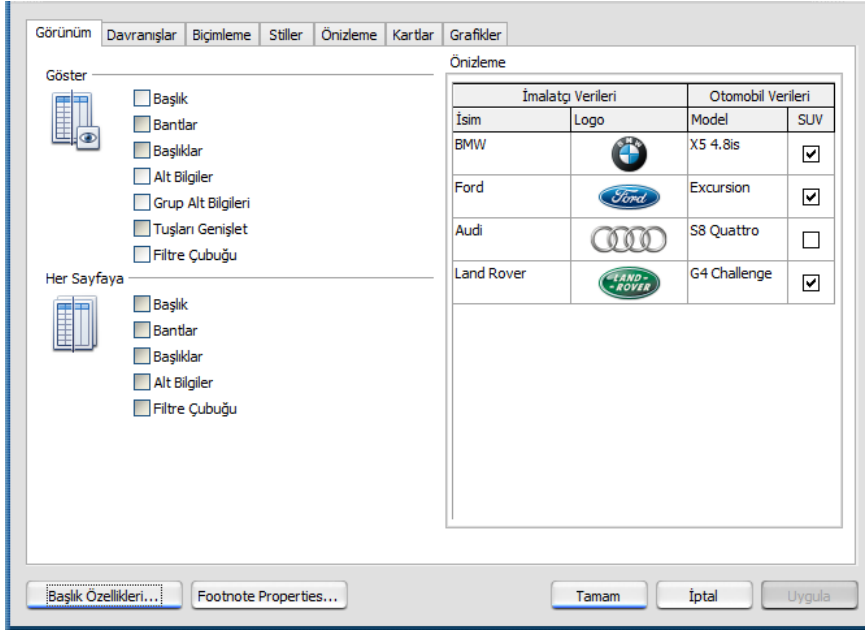 Görünüm Davranışlar Biçimleme Stiller Önizleme Kartlar Grafikler
Göster
Başlık
Bantlar
Başlıklar
Alt Bilgiler
Grup Alt Bilgileri
Tuşları Genişlet
Filtre Çubuğu
Her Sayfaya
Başlık
Bantlar
Başlıklar
Alt Bilgiler
Filtre Çubuğu
Önizleme
İmalatçı Verileri Otomobil Verileri
İsim Logo Model SUV
BMW BMW X5 4.8is
Ford Ford Excursion
Audi S8 Quattro
Land Rover LAND-ROVER G4 Challenge
Başlık Özellikleri... Footnote Properties... Tamam İptal Uygula